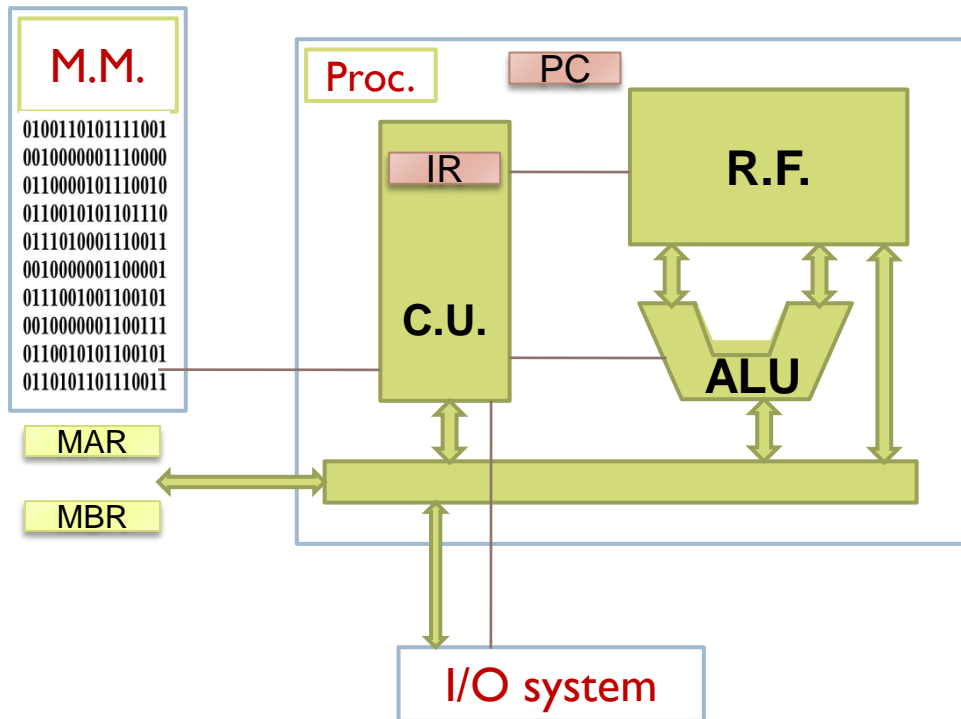 M.M.
0100110101111001
0010000001110000
0110000101110010
0110010101101110
0111010001110011
0010000001100001
0111001001100101
0010000001100111
0110010101100101
0110101101110011
MAR
MBR
Proc.
PC
IR
C.U.
R.F.
ALU
I/O system